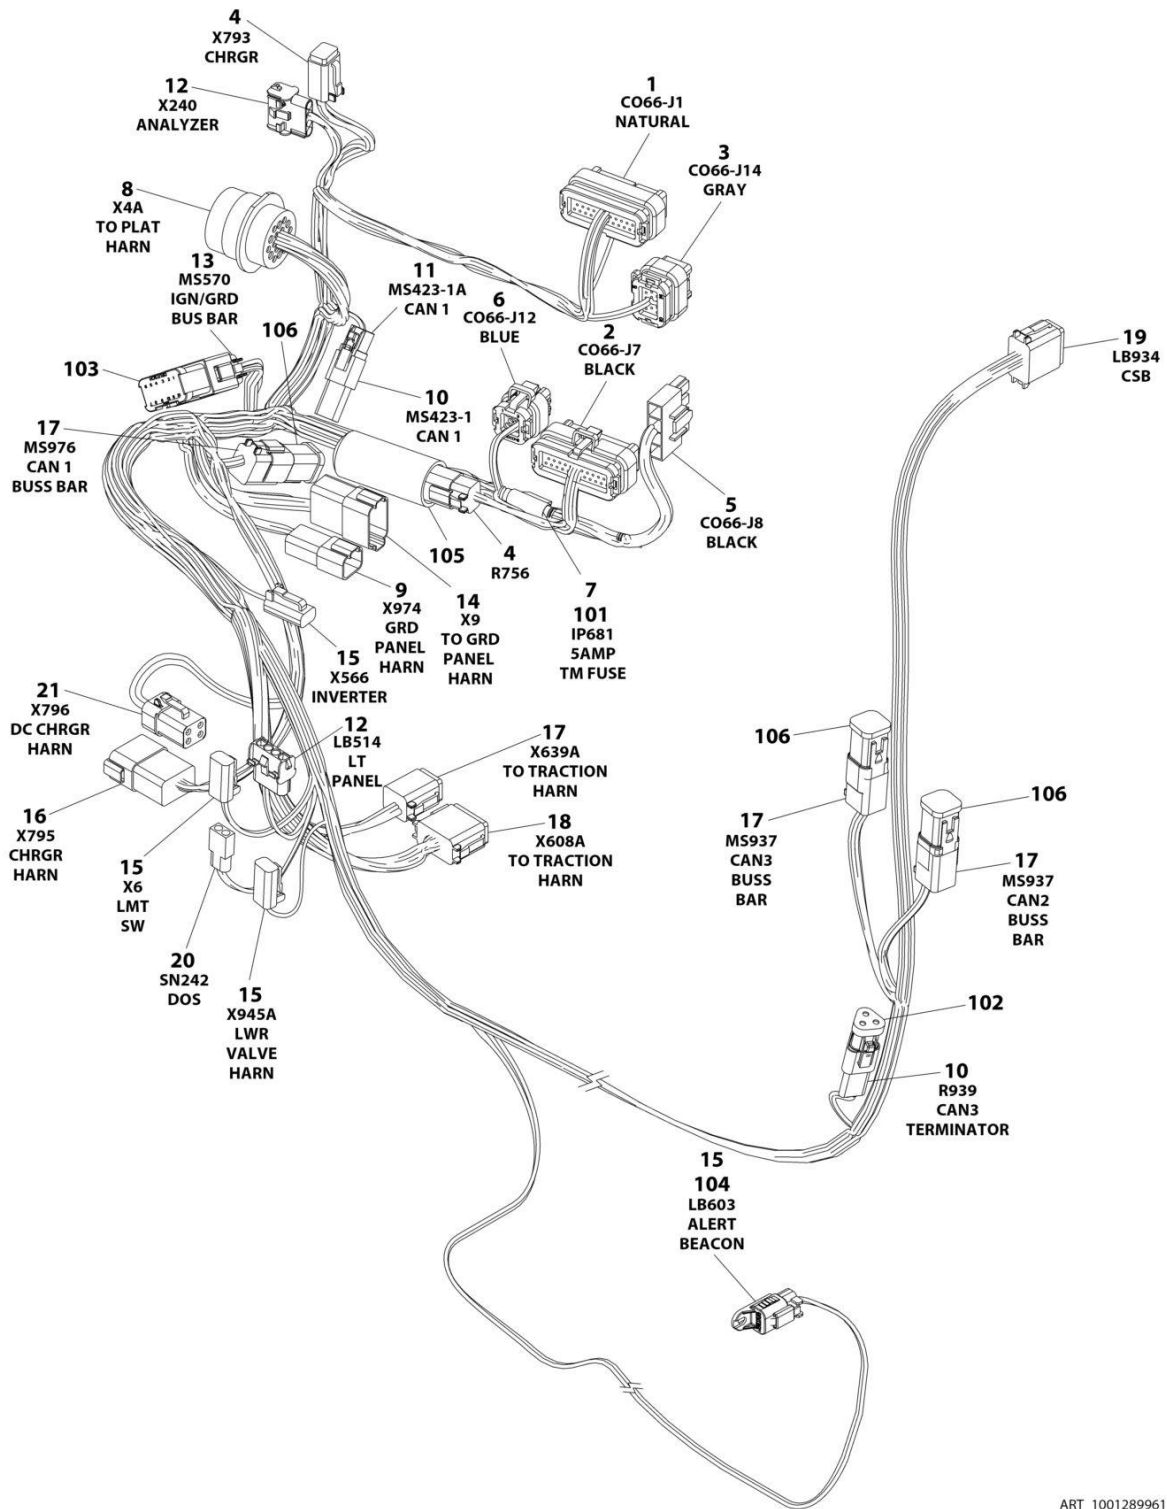 4
X793
CHRGR
12
X240
ANALYZER
1
CO66-J1
NATURAL
3
CO66-J14
GRAY
8
X4A
TO PLAT
HARN
13
MS570
IGN/GRD
BUS BAR
11
MS423-1A
CAN 1
6
CO66-J12
BLUE
2
CO66-J7
BLACK
106
103
10
MS423-1
CAN 1
19
LB934
CSB
17
MS976
CAN 1
BUSS BAR
5
CO66-J8
BLACK
105
4
R756
9
X974
GRD
PANEL
HARN
14
X9
TO GRD
PANEL
HARN
7
101
IP681
5AMP
TM FUSE
15
X566
INVERTER
21
X796
DC CHRGR
HARN
12
LB514
LT
PANEL
17
X639A
TO TRACTION
HARN
106
106
16
X795
CHRGR
HARN
15
X6
LMT
SW
18
X608A
TO TRACTION
HARN
17
MS937
CAN3
BUSS
BAR
17
MS937
CAN2
BUSS
BAR
20
SN242
DOS
15
X945A
LWR
VALVE
HARN
102
10
R939
CAN3
TERMINATOR
15
104
LB603
ALERT
BEACON
ART_1001289961